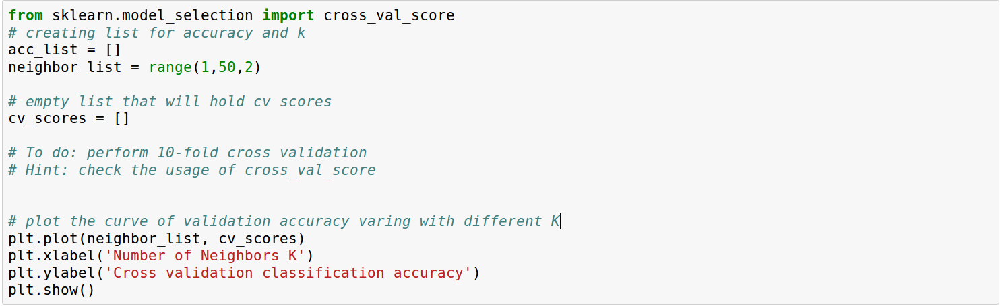 from sklearn.model_selection import cross_val_score
# creating list for accuracy and k
acc_list = []
neighbor_list = range(1,50,2)
# empty list that will hold cv scores
cv_scores = []
# To do: perform 10-fold cross validation
# Hint: check the usage of cross_val_score
# plot the curve of validation accuracy varing with different K
plt.plot(neighbor_list, cv_scores)
plt.xlabel('Number of Neighbors K')
plt.ylabel('Cross validation classification accuracy')
plt.show()